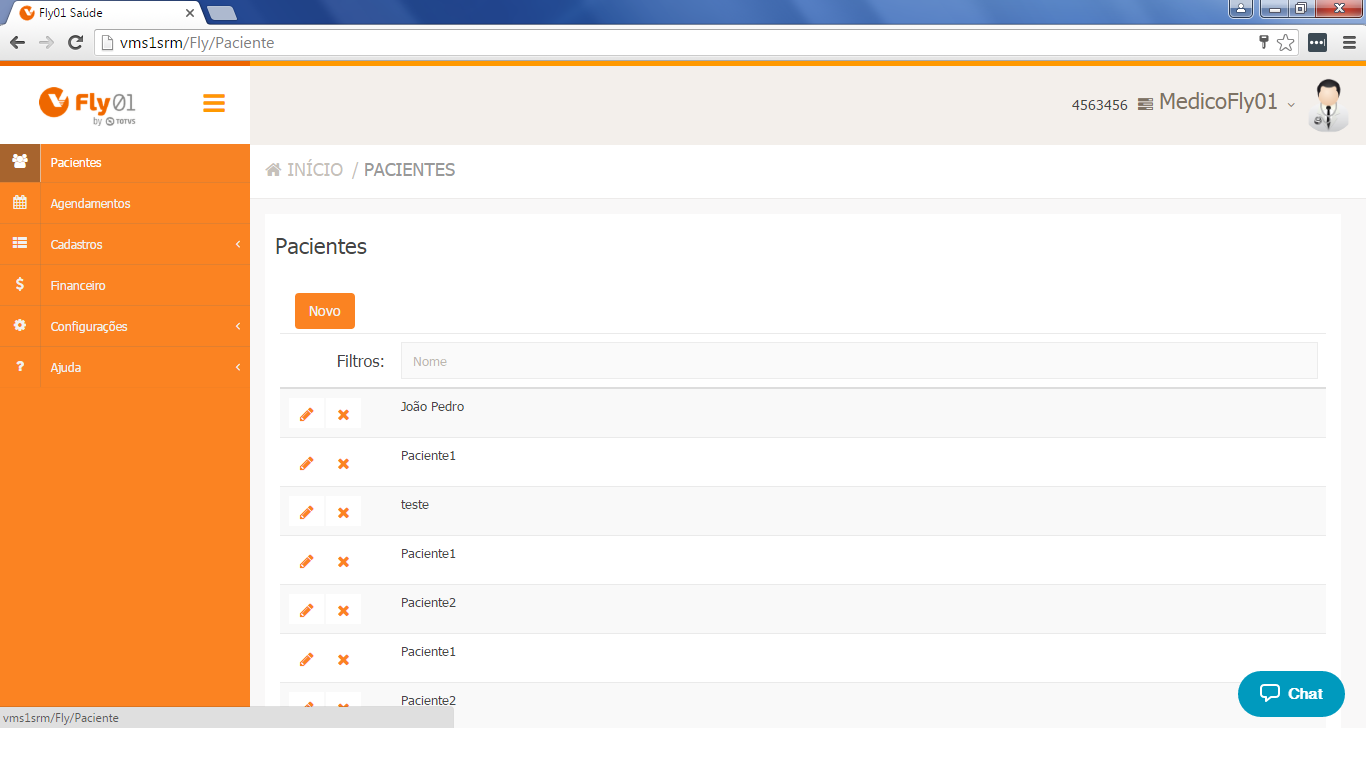 Fly01 Saúde
vms1srm/Fly/Paciente
Fly01
by TOTVS
4563456 MedicoFly01
Pacientes
Agendamentos
Cadastros
Financeiro
Configurações
Ajuda
INÍCIO / PACIENTES
Pacientes
Novo
Filtros: Nome
João Pedro
Paciente1
teste
Paciente1
Paciente2
Paciente1
Paciente2
Chat
vms1srm/Fly/Paciente